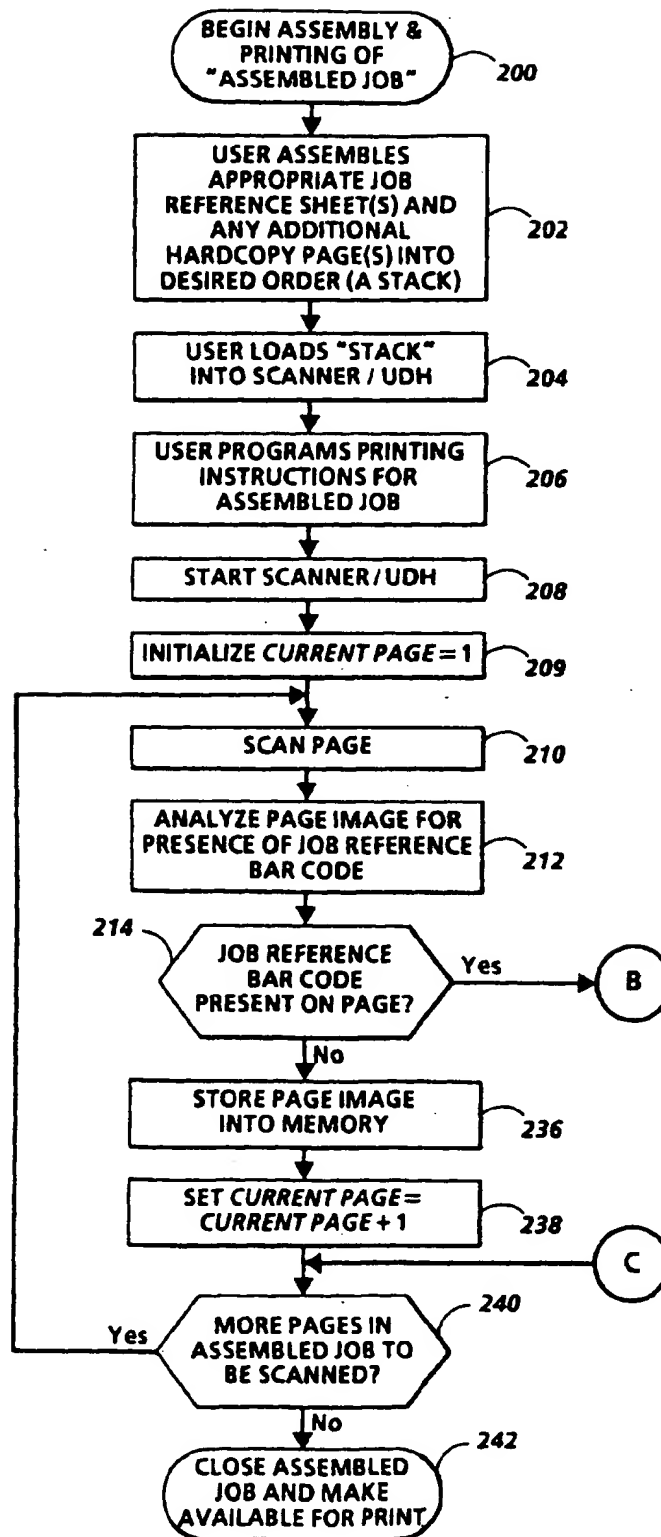 BEGIN ASSEMBLY &
PRINTING OF
"ASSEMBLED JOB"
200
USER ASSEMBLES
APPROPRIATE JOB
REFERENCE SHEET(S) AND
ANY ADDITIONAL
HARDCOPY PAGE(S) INTO
DESIRED ORDER (A STACK)
202
USER LOADS "STACK"
INTO SCANNER / UDH
204
USER PROGRAMS PRINTING
INSTRUCTIONS FOR
ASSEMBLED JOB
206
START SCANNER / UDH
208
INITIALIZE CURRENT PAGE = 1
209
SCAN PAGE
210
ANALYZE PAGE IMAGE FOR
PRESENCE OF JOB REFERENCE
BAR CODE
212
214
JOB REFERENCE
BAR CODE
PRESENT ON PAGE?
Yes
B
No
STORE PAGE IMAGE
INTO MEMORY
236
SET CURRENT PAGE =
CURRENT PAGE + 1
238
C
240
Yes
MORE PAGES IN
ASSEMBLED JOB TO
BE SCANNED?
No
242
CLOSE ASSEMBLED
JOB AND MAKE
AVAILABLE FOR PRINT